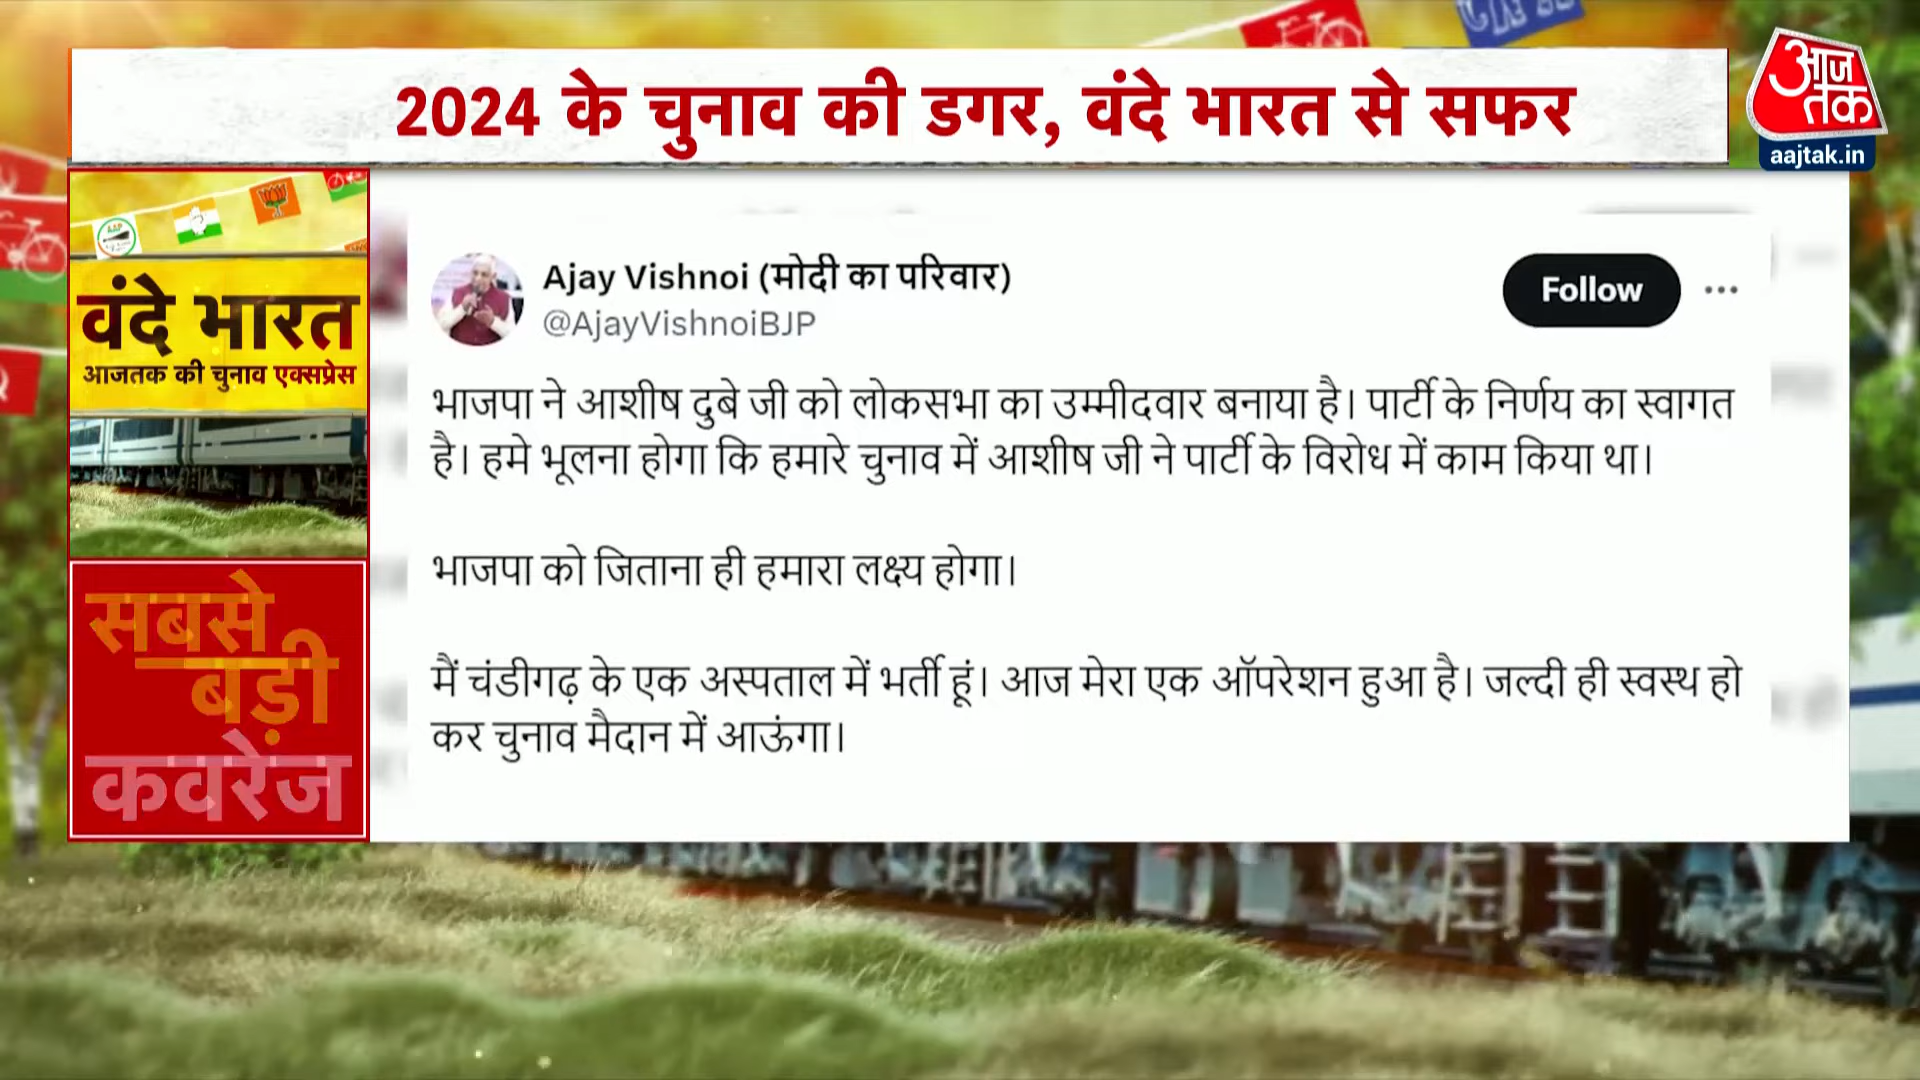 2024 के चुनाव की डगर, वंदे भारत से सफर
आज
तक
aajtak.in
AAP
वंदे भारत
आजतक की चुनाव एक्सप्रेस
सबसे
बड़ी
कवरेज
Ajay Vishnoi (मोदी का परिवार)
@AjayVishnoiBJP
Follow
भाजपा ने आशीष दुबे जी को लोकसभा का उम्मीदवार बनाया है। पार्टी के निर्णय का स्वागत
है। हमे भूलना होगा कि हमारे चुनाव में आशीष जी ने पार्टी के विरोध में काम किया था।
भाजपा को जिताना ही हमारा लक्ष्य होगा।
मैं चंडीगढ़ के एक अस्पताल में भर्ती हूं। आज मेरा एक ऑपरेशन हुआ है। जल्दी ही स्वस्थ हो
कर चुनाव मैदान में आऊंगा।